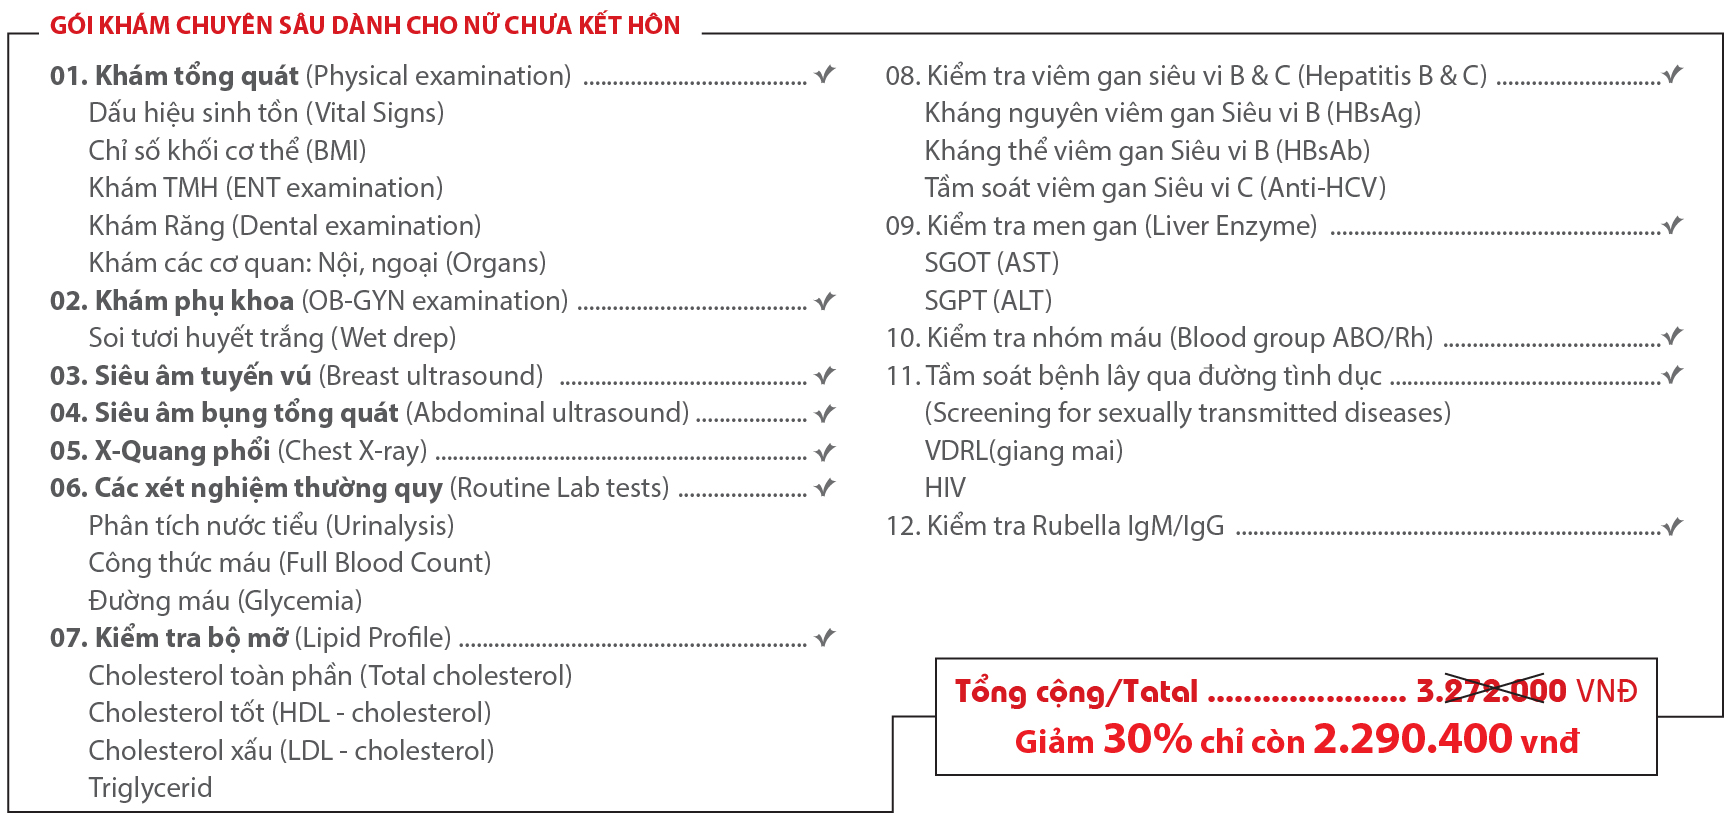 GÓI KHÁM CHUYÊN SÂU DÀNH CHO NỮ CHƯA KẾT HÔN
01. Khám tổng quát (Physical examination) ...................................... ✓
Dấu hiệu sinh tồn (Vital Signs)
Chỉ số khối cơ thể (BMI)
Khám TMH (ENT examination)
Khám Răng (Dental examination)
Khám các cơ quan: Nội, ngoại (Organs)
02. Khám phụ khoa (OB-GYN examination) ....................................... ✓
Soi tươi huyết trắng (Wet drep)
03. Siêu âm tuyến vú (Breast ultrasound) .......................................... ✓
04. Siêu âm bụng tổng quát (Abdominal ultrasound) ................... ✓
05. X-Quang phổi (Chest X-ray) ............................................................... ✓
06. Các xét nghiệm thường quy (Routine Lab tests) ...................... ✓
Phân tích nước tiểu (Urinalysis)
Công thức máu (Full Blood Count)
Đường máu (Glycemia)
07. Kiểm tra bộ mỡ (Lipid Profile) ........................................................... ✓
Cholesterol toàn phần (Total cholesterol)
Cholesterol tốt (HDL - cholesterol)
Cholesterol xấu (LDL - cholesterol)
Triglycerid
08. Kiểm tra viêm gan siêu vi B & C (Hepatitis B & C) ............................ ✓
Kháng nguyên viêm gan Siêu vi B (HBsAg)
Kháng thể viêm gan Siêu vi B (HBsAb)
Tầm soát viêm gan Siêu vi C (Anti-HCV)
09. Kiểm tra men gan (Liver Enzyme) ........................................................ ✓
SGOT (AST)
SGPT (ALT)
10. Kiểm tra nhóm máu (Blood group ABO/Rh) ..................................... ✓
11. Tầm soát bệnh lây qua đường tình dục .............................................. ✓
(Screening for sexually transmitted diseases)
VDRL(giang mai)
HIV
12. Kiểm tra Rubella IgM/IgG ........................................................................ ✓
Tổng cộng/Tatal ...................... 3.272.000 VNĐ
Giảm 30% chỉ còn 2.290.400 vnđ